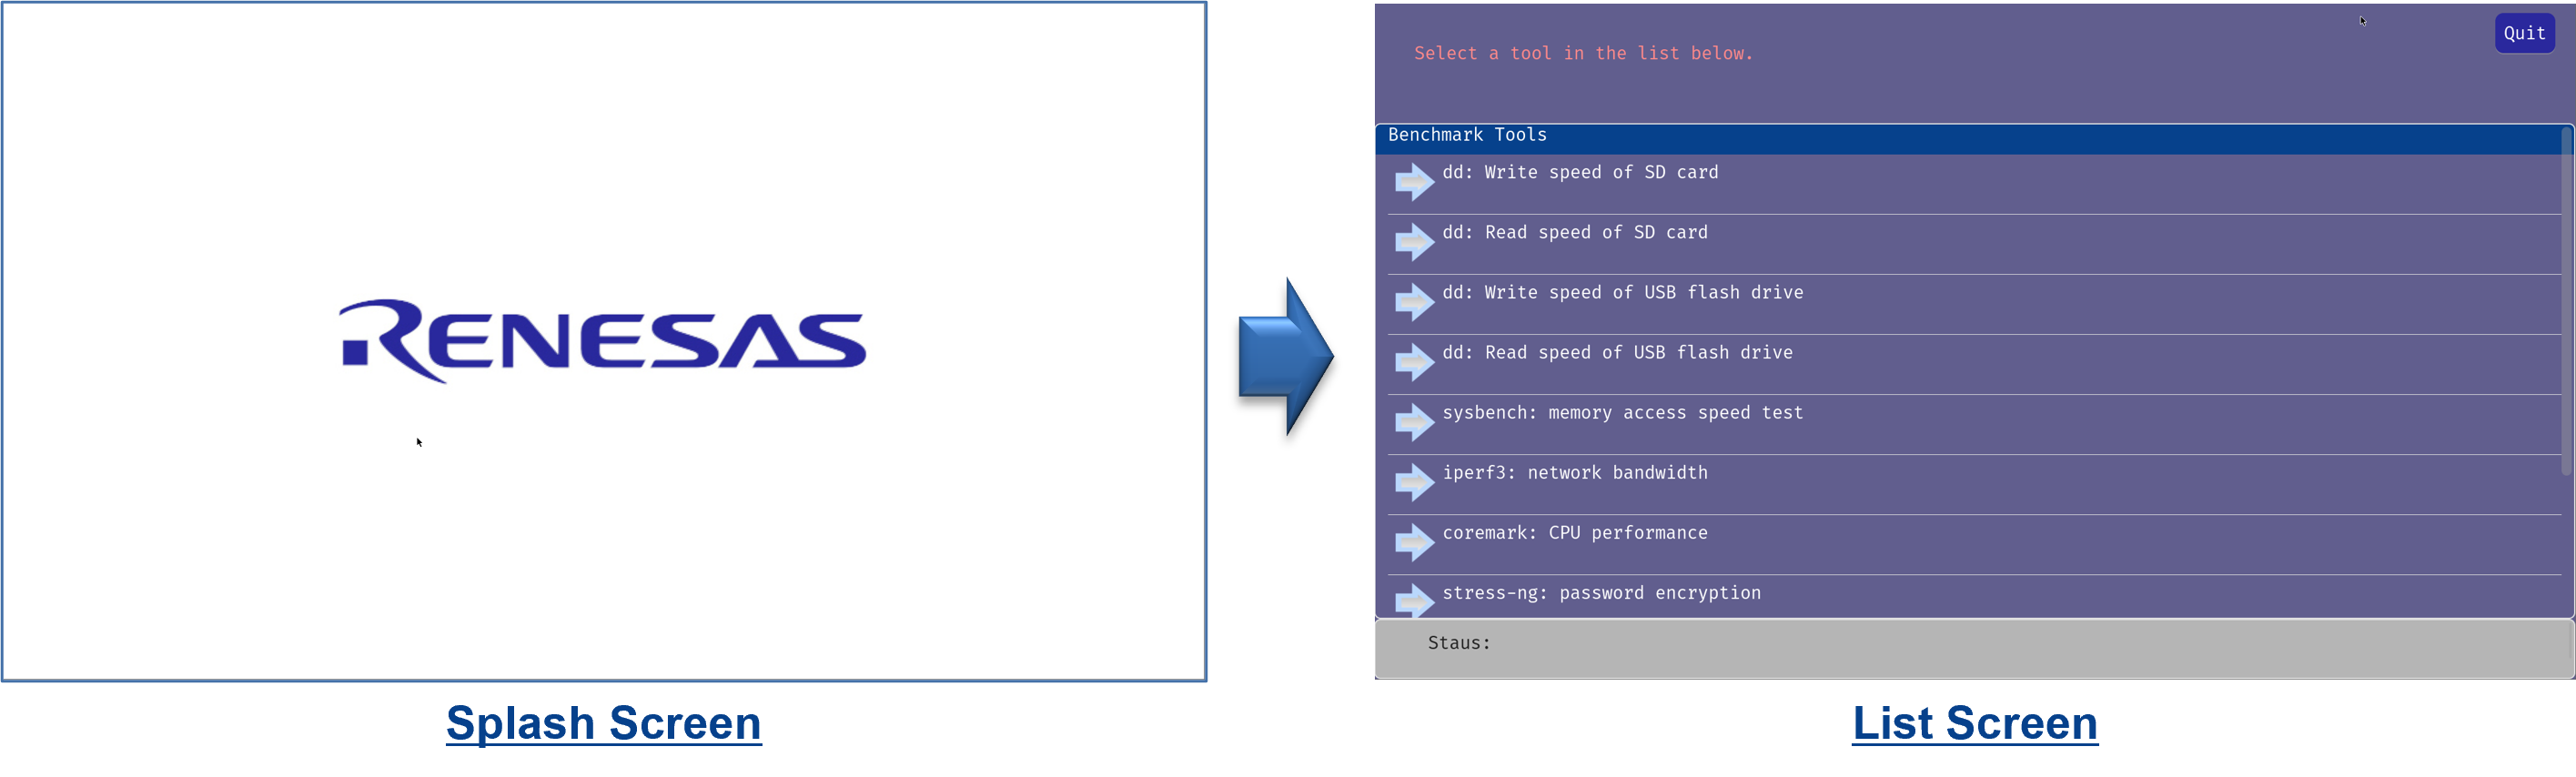 RENESAS
Splash Screen
Select a tool in the list below.
Quit
Benchmark Tools
dd: Write speed of SD card
dd: Read speed of SD card
dd: Write speed of USB flash drive
dd: Read speed of USB flash drive
sysbench: memory access speed test
iperf3: network bandwidth
coremark: CPU performance
stress-ng: password encryption
Staus:
List Screen